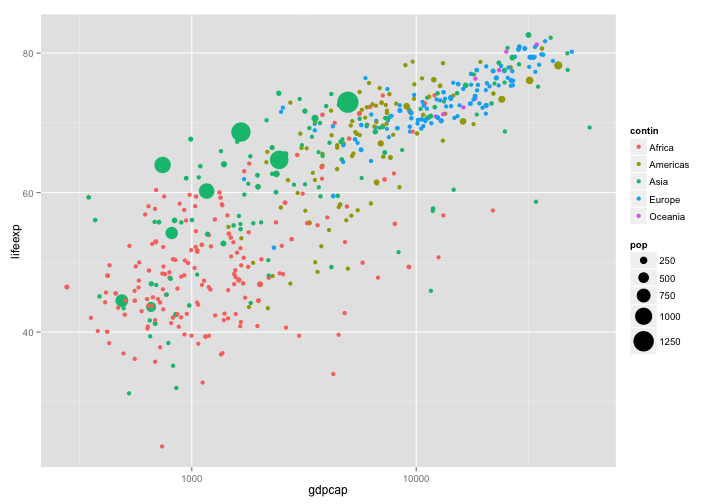 80
60
40
lifeexp
1000
10000
gdpcap
contin
Africa
Americas
Asia
Europe
Oceania
pop
250
500
750
1000
1250